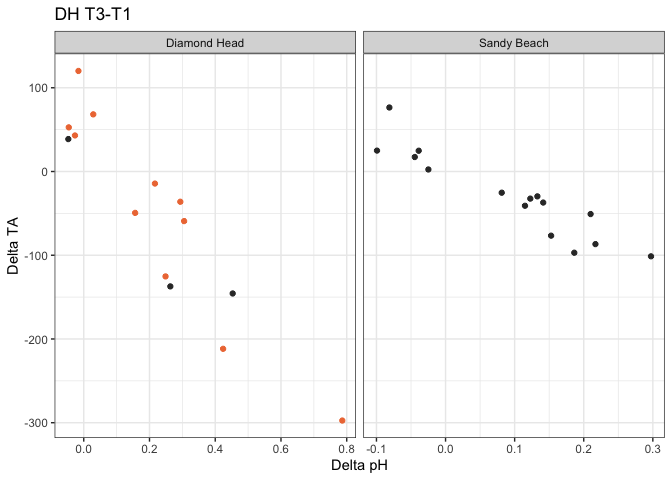 DH T3-T1
Diamond Head
Sandy Beach
100
0
-100
-200
-300
Delta TA
0.0 0.2 0.4 0.6 0.8
-0.1 0.0 0.1 0.2 0.3
Delta pH